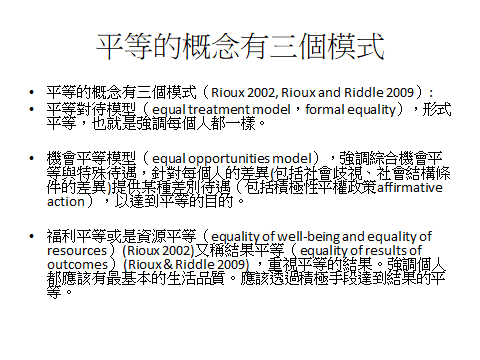 平等的概念有三個模式
• 平等的概念有三個模式（Rioux 2002, Rioux and Riddle 2009）:
• 平等對待模型（equal treatment model，formal equality），形式
平等，也就是強調每個人都一樣。
• 機會平等模型（equal opportunities model），強調綜合機會平
等與特殊待遇，針對每個人的差異(包括社會歧視、社會結構條
件的差異)提供某種差別待遇（包括積極性平權政策affirmative
action），以達到平等的目的。
• 福利平等或是資源平等（equality of well-being and equality of
resources）(Rioux 2002)又稱結果平等（equality of results of
outcomes）(Rioux & Riddle 2009) ，重視平等的結果。強調個人
都應該有最基本的生活品質。應該透過積極手段達到結果的平
等。